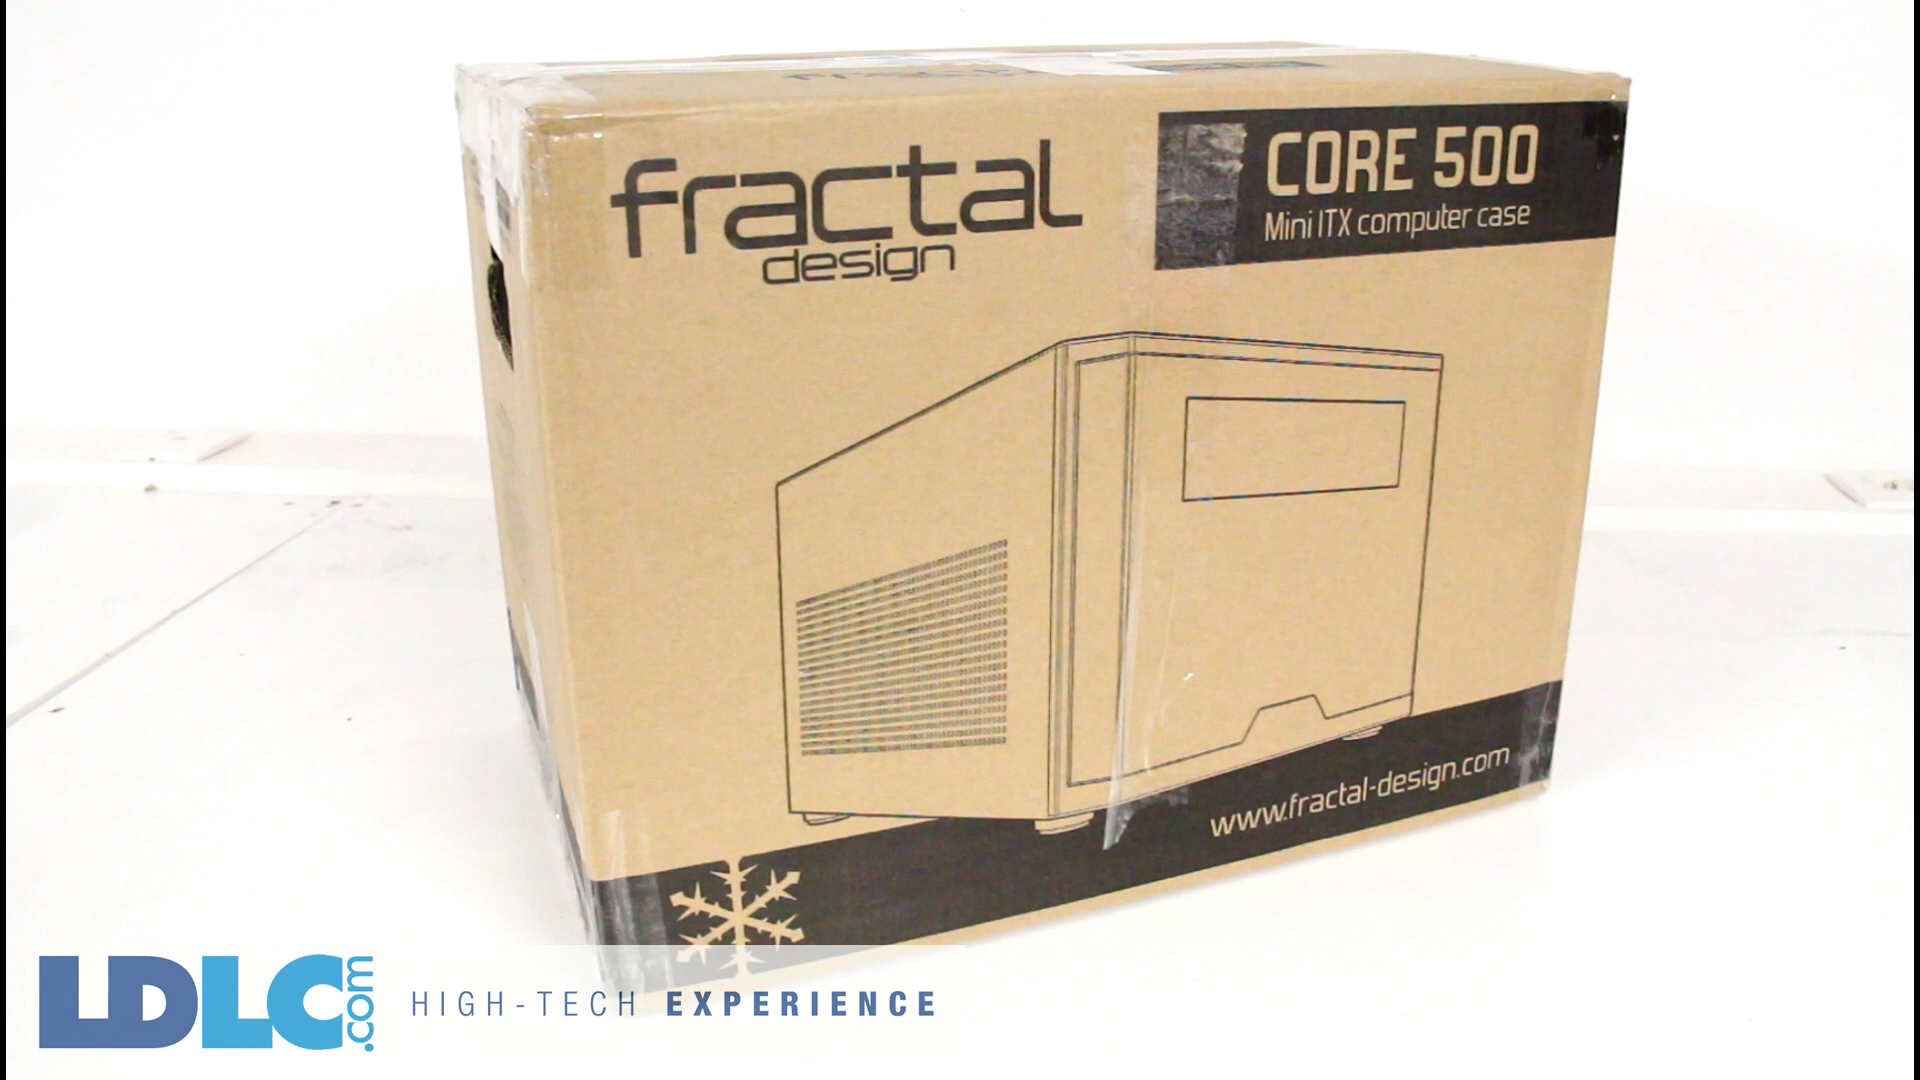 fractal
design
CORE 500
Mini ITX computer case
www.fractal-design.com
LDLC.com
HIGH-TECH EXPERIENCE